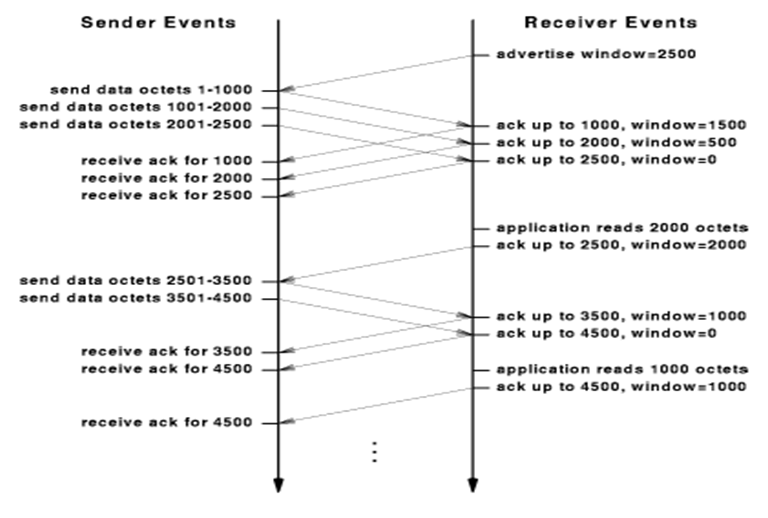 Sender Events
Receiver Events
advertise window=2500
send data octets 1-1000
send data octets 1001-2000
send data octets 2001-2500
ack up to 1000, window=1500
ack up to 2000, window=500
ack up to 2500, window=0
receive ack for 1000
receive ack for 2000
receive ack for 2500
application reads 2000 octets
ack up to 2500, window=2000
send data octets 2501-3500
send data octets 3501-4500
ack up to 3500, window=1000
ack up to 4500, window=0
receive ack for 3500
receive ack for 4500
application reads 1000 octets
ack up to 4500, window=1000
receive ack for 4500